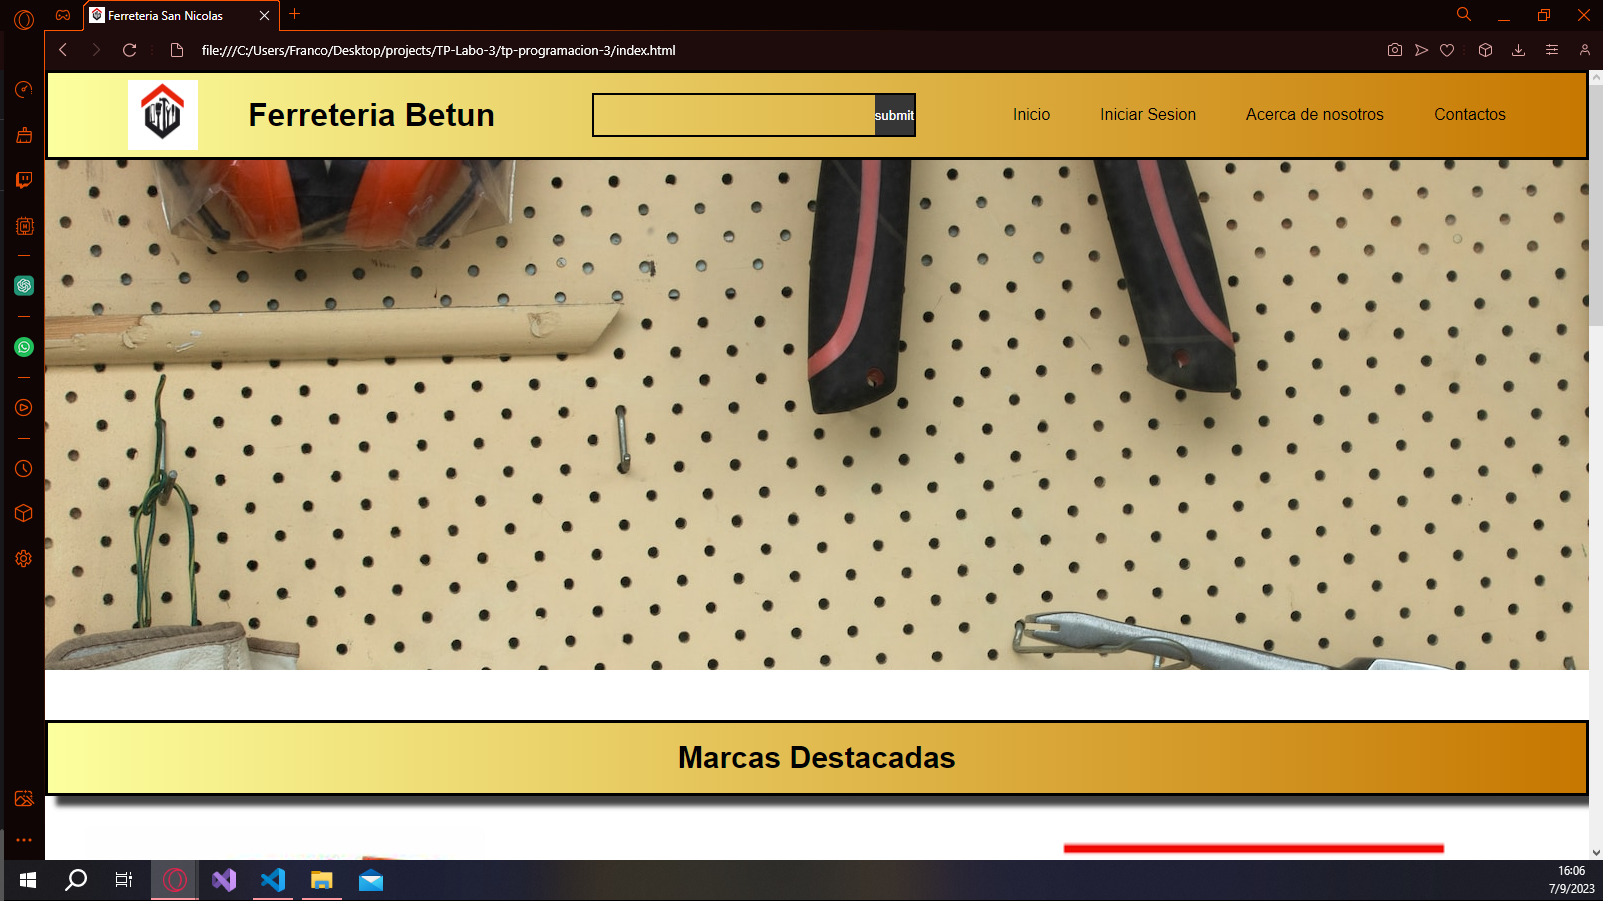 Ferreteria San Nicolas
file:///C:/Users/Franco/Desktop/projects/TP-Labo-3/tp-programacion-3/index.html
Ferreteria Betun
submit
Inicio
Iniciar Sesion
Acerca de nosotros
Contactos
Marcas Destacadas
16:06
7/9/2023